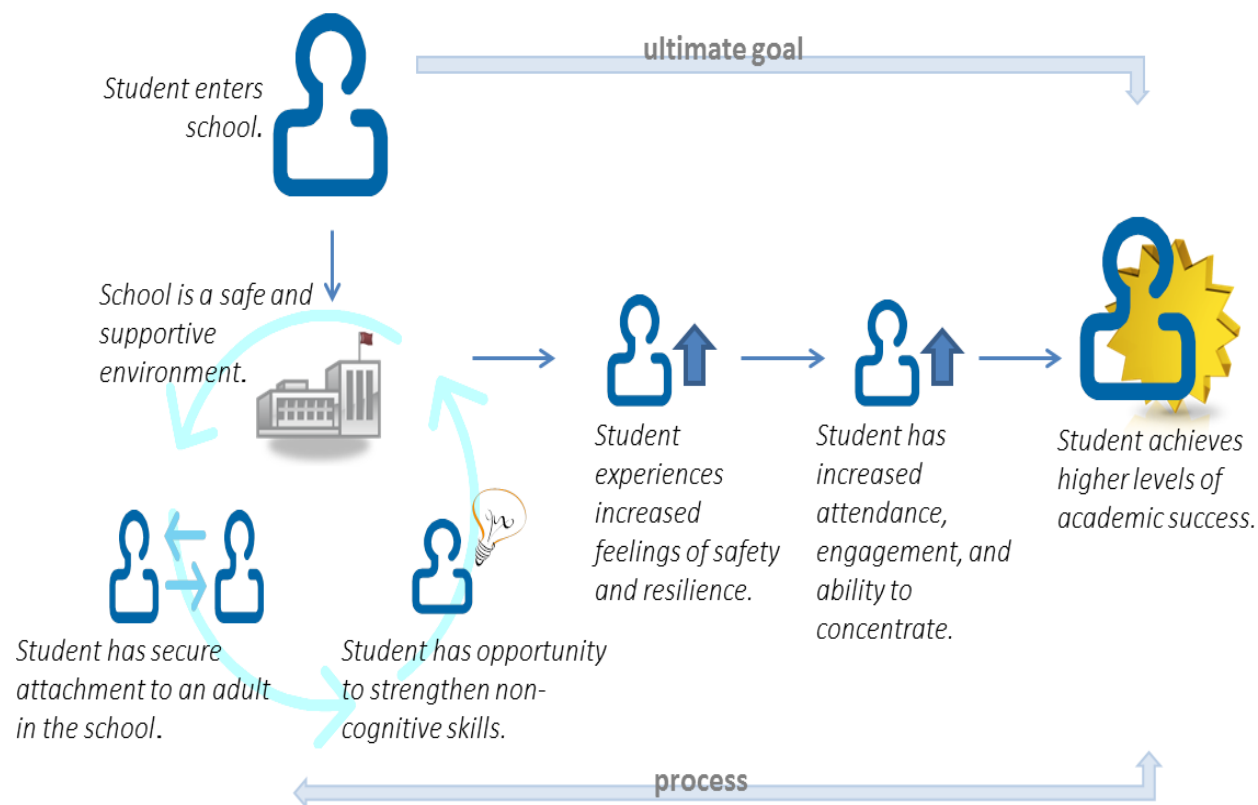 ultimate goal
Student enters
school.
School is a safe and
supportive
environment.
Student has secure
attachment to an adult
in the school.
Student has opportunity
to strengthen non-
cognitive skills.
Student
experiences
increased
feelings of safety
and resilience.
Student has
increased
attendance,
engagement, and
ability to
concentrate.
Student achieves
higher levels of
academic success.
process